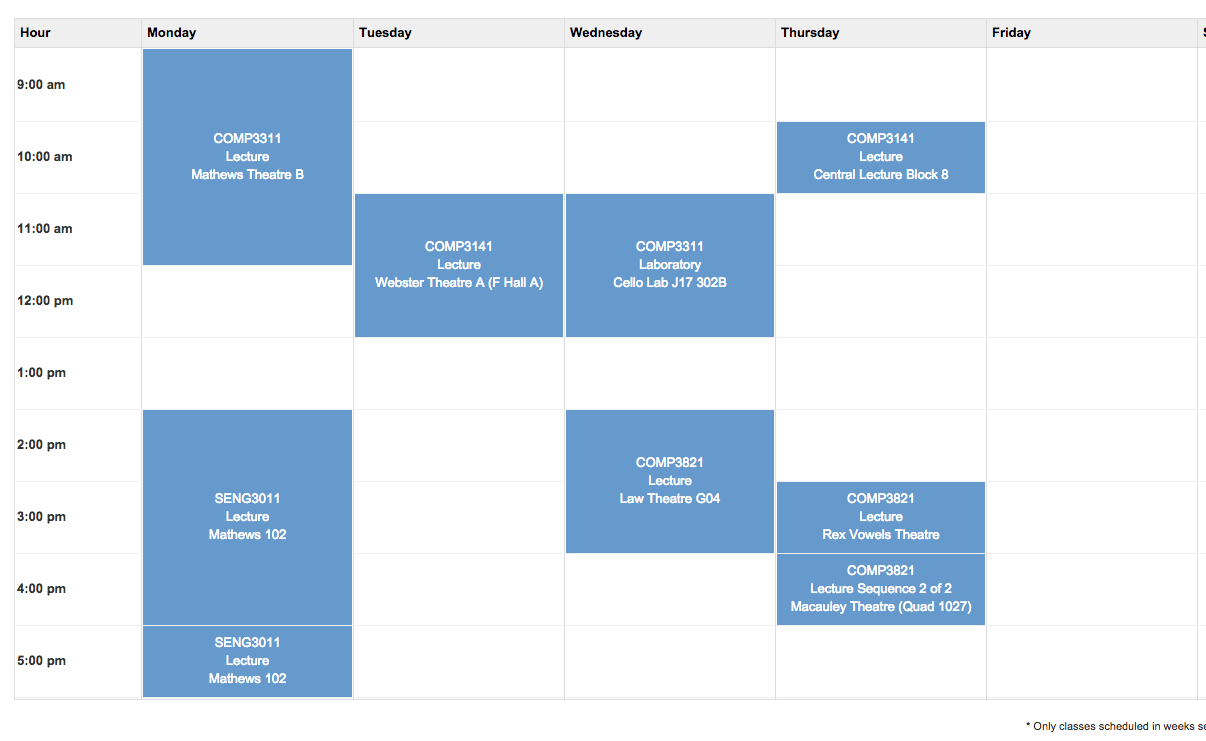 Hour Monday Tuesday Wednesday Thursday Friday
9:00 am
COMP3311
Lecture
Mathews Theatre B
COMP3141
Lecture
Central Lecture Block 8
10:00 am
11:00 am
COMP3141
Lecture
Webster Theatre A (F Hall A)
COMP3311
Laboratory
Cello Lab J17 302B
12:00 pm
1:00 pm
2:00 pm
SENG3011
Lecture
Mathews 102
COMP3821
Lecture
Law Theatre G04
3:00 pm
COMP3821
Lecture
Rex Vowels Theatre
4:00 pm
COMP3821
Lecture Sequence 2 of 2
Macauley Theatre (Quad 1027)
5:00 pm
SENG3011
Lecture
Mathews 102
* Only classes scheduled in weeks